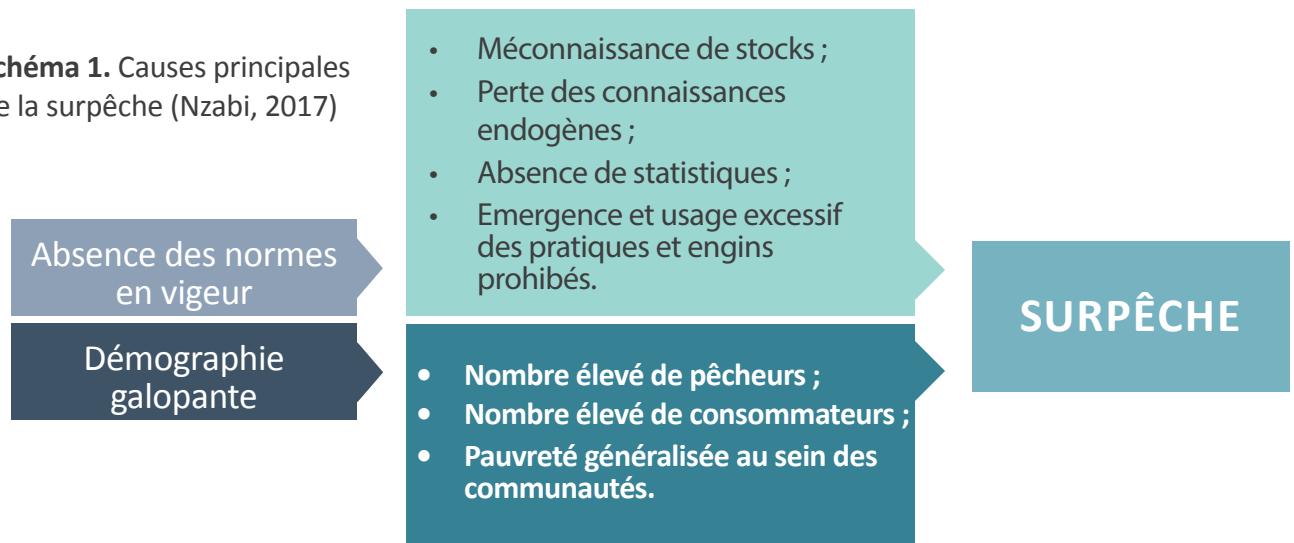 chéma 1. Causes principales
e la surpêche (Nzabi, 2017)
Absence des normes
en vigeur
Démographie
galopante
• Méconnaissance de stocks ;
• Perte des connaissances
endogènes ;
• Absence de statistiques ;
• Emergence et usage excessif
des pratiques et engins
prohibés.
• Nombre élevé de pêcheurs ;
• Nombre élevé de consommateurs ;
• Pauvreté généralisée au sein des
communautés.
SURPÊCHE